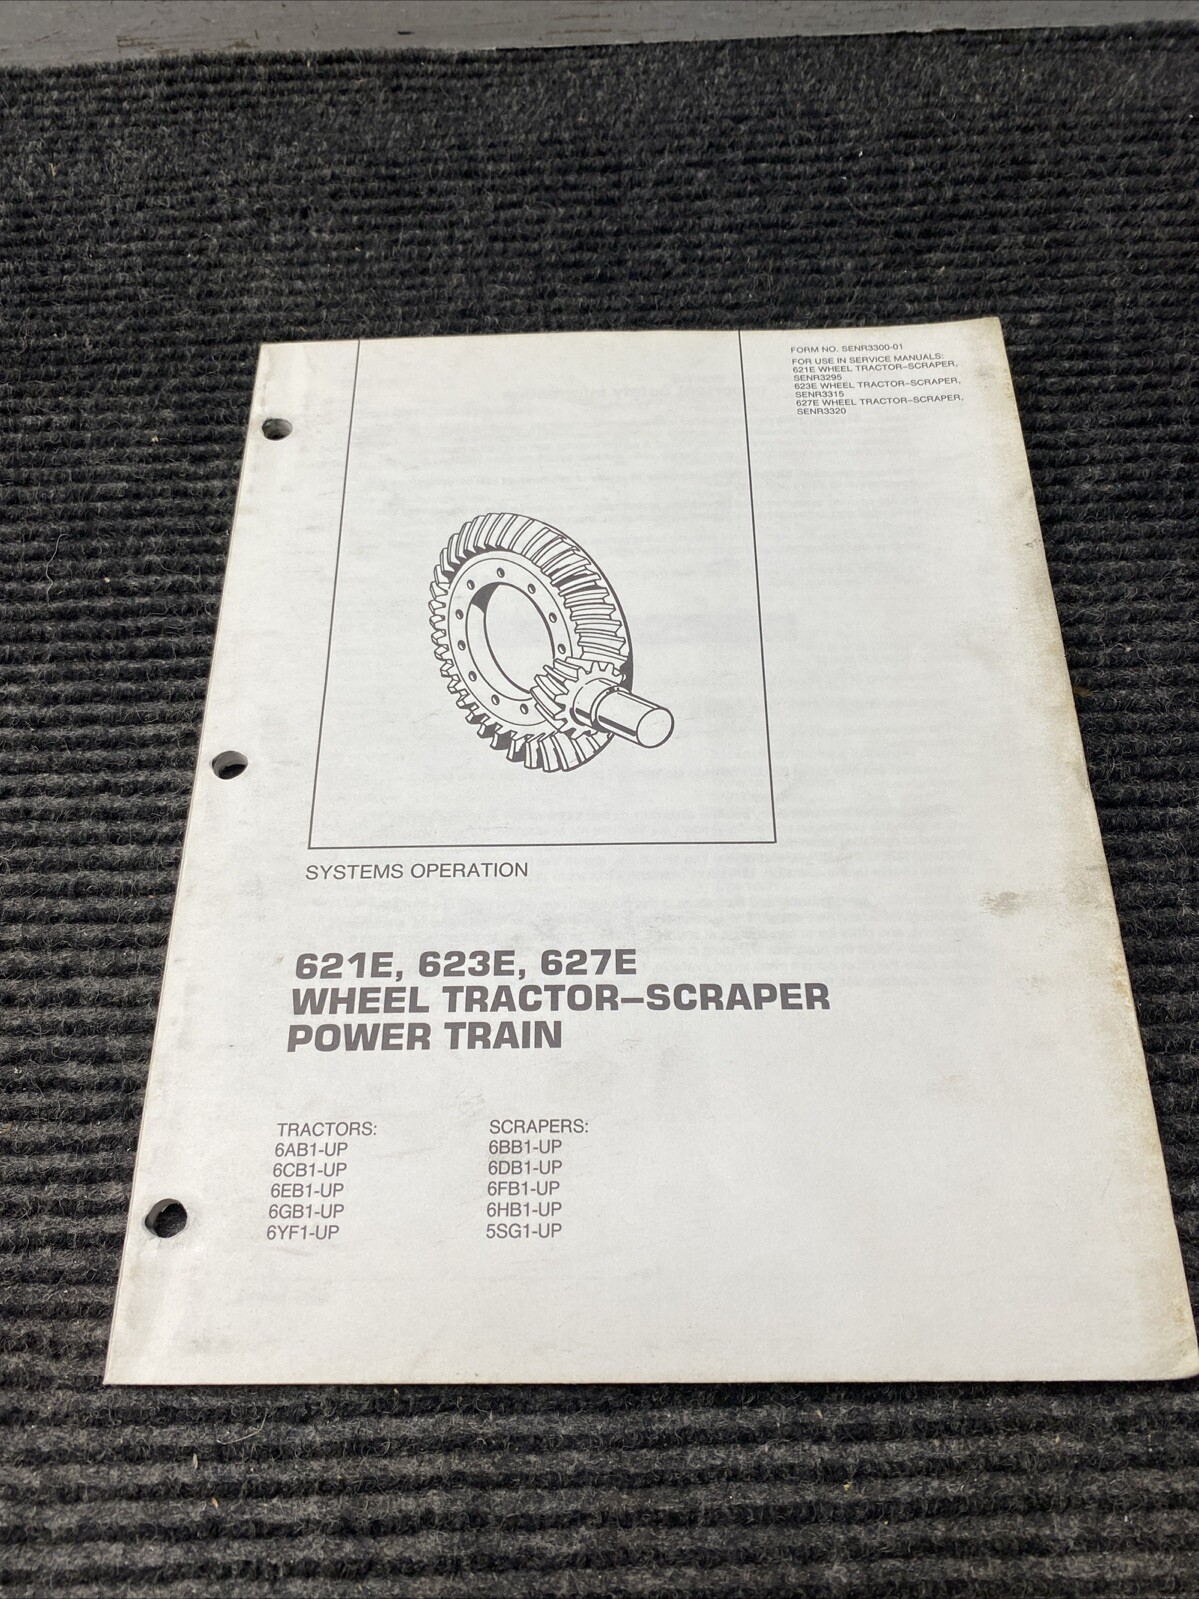 FORM NO. SENR3300-01
FOR USE IN SERVICE MANUALS:
621E WHEEL TRACTOR–SCRAPER,
SENR3295
623E WHEEL TRACTOR–SCRAPER,
SENR3315
627E WHEEL TRACTOR–SCRAPER,
SENR3320
SYSTEMS OPERATION
621E, 623E, 627E
WHEEL TRACTOR–SCRAPER
POWER TRAIN
TRACTORS:
6AB1-UP
6CB1-UP
6EB1-UP
6GB1-UP
6YF1-UP
SCRAPERS:
6BB1-UP
6DB1-UP
6FB1-UP
6HB1-UP
5SG1-UP